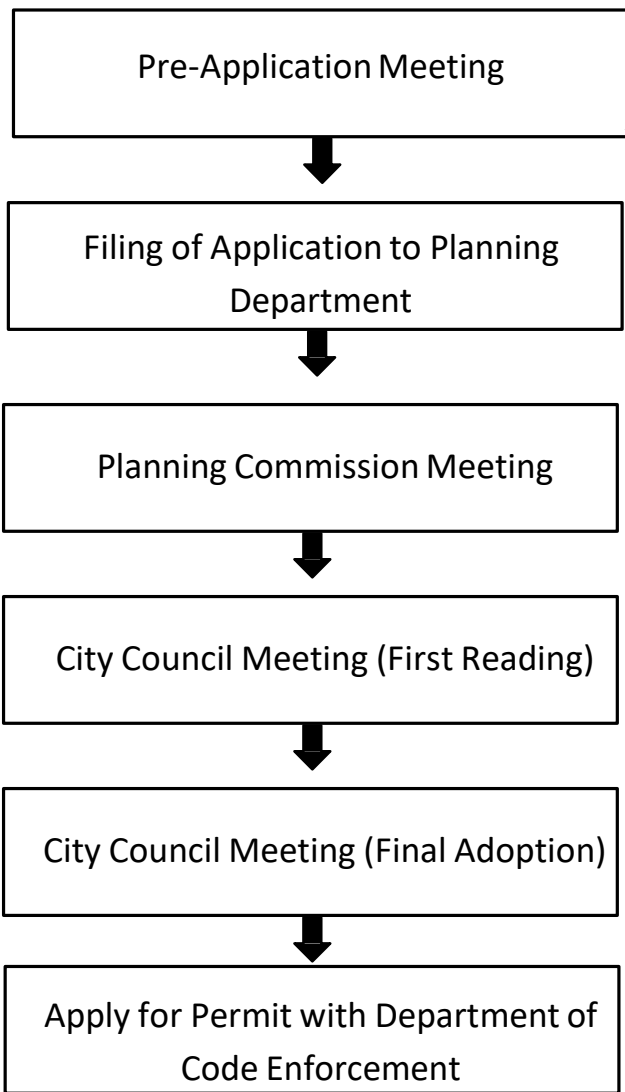 Pre-Application Meeting
Filing of Application to Planning
Department
Planning Commission Meeting
City Council Meeting (First Reading)
City Council Meeting (Final Adoption)
Apply for Permit with Department of
Code Enforcement